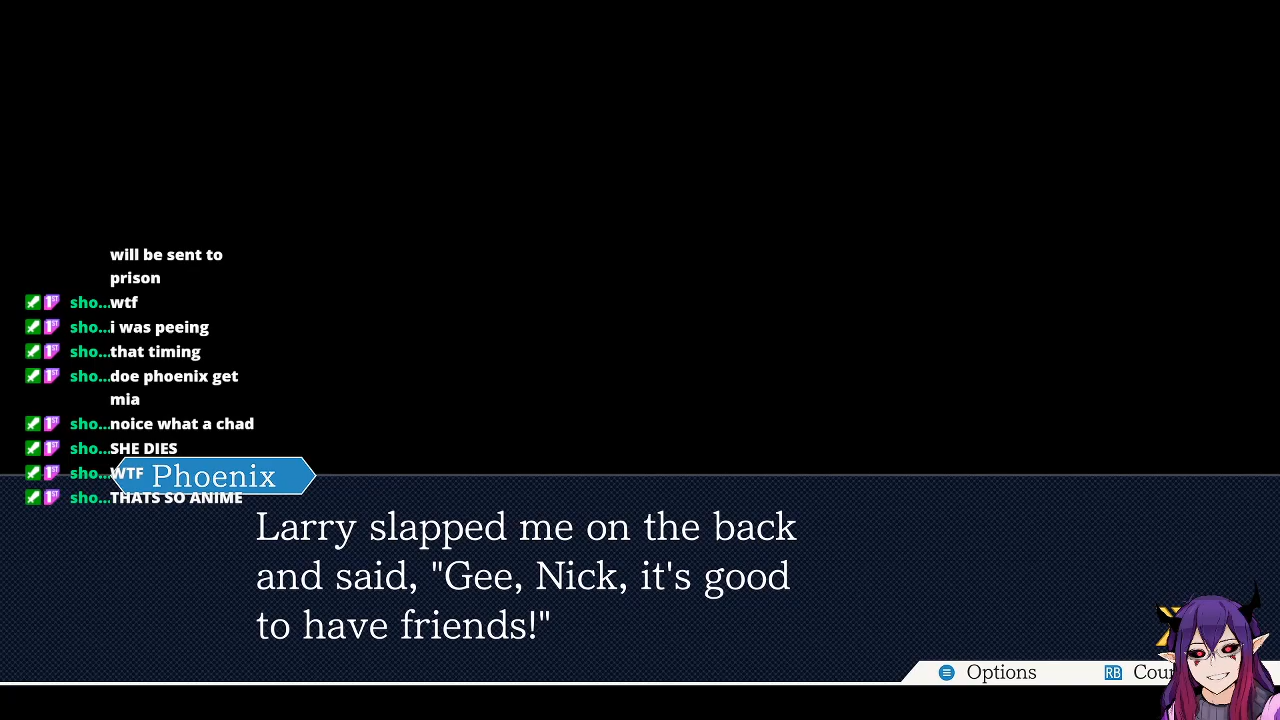 will be sent to
prison
sho...wtf
sho...i was peeing
sho...that timing
sho...doe phoenix get
mia
sho...noice what a chad
sho...SHE DIES
sho...WTF
Phoenix
sho...THATS SO ANIME
Larry slapped me on the back
and said, "Gee, Nick, it's good
to have friends!"
Options
RB Cour